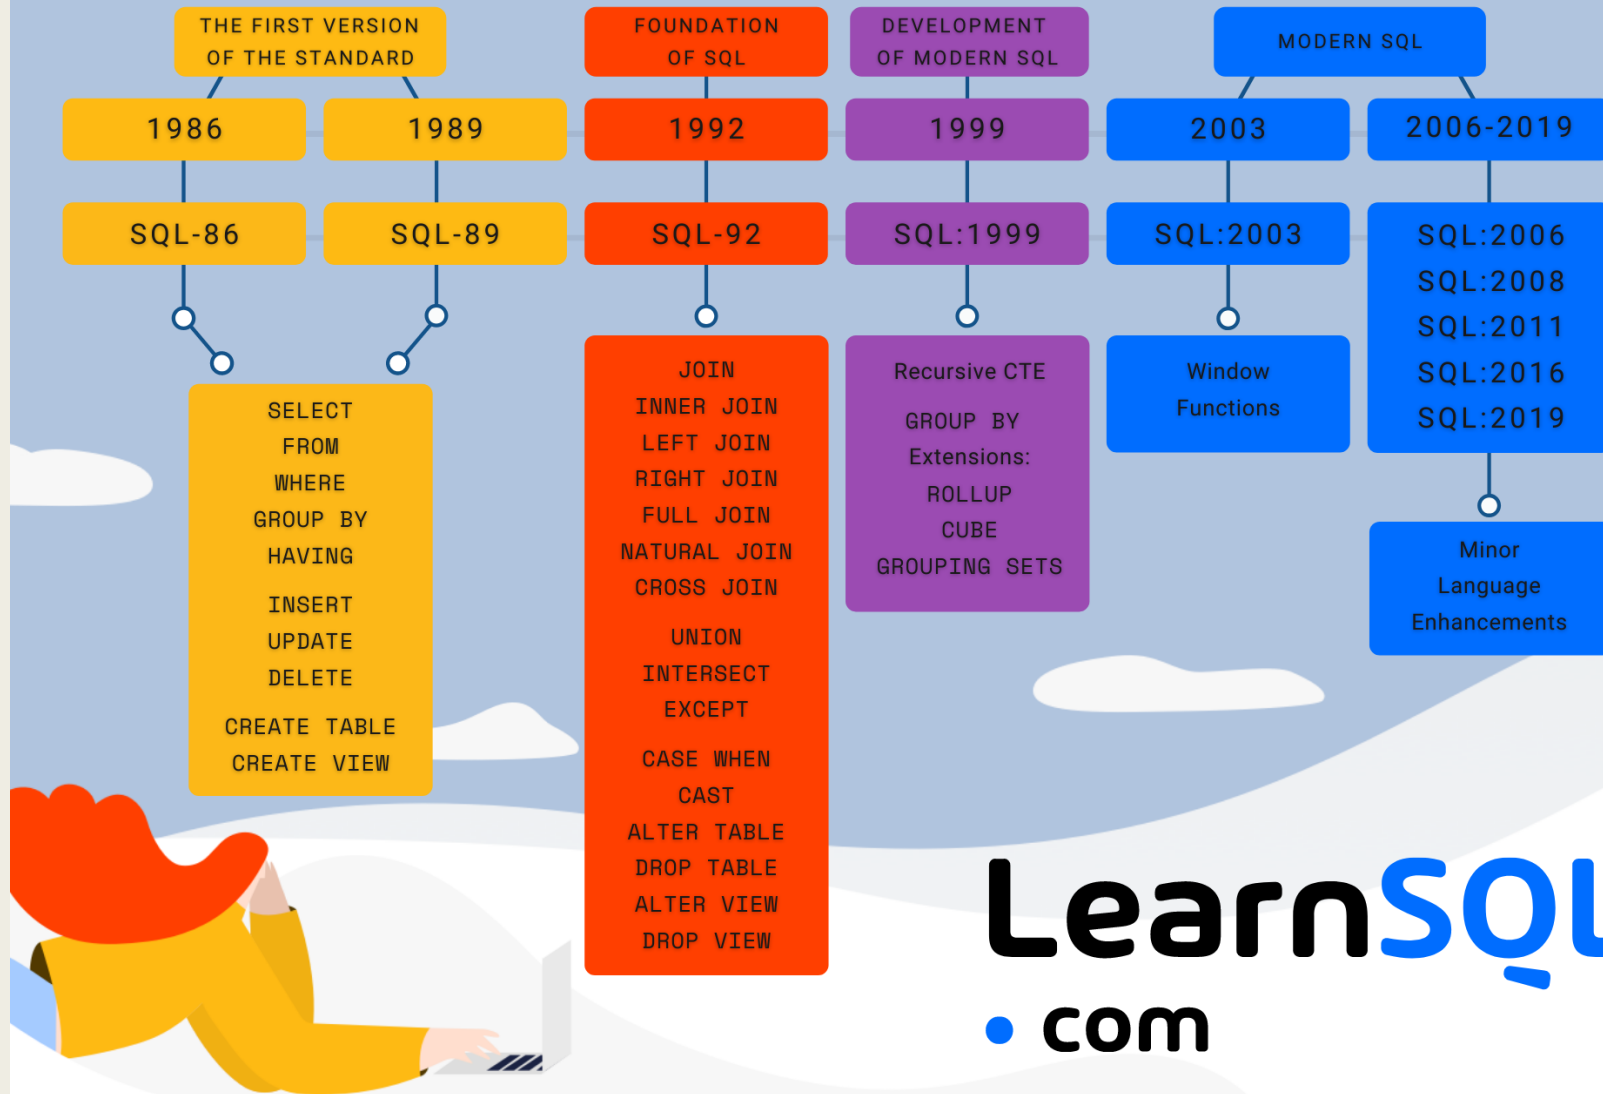 THE FIRST VERSION
OF THE STANDARD
FOUNDATION
OF SQL
DEVELOPMENT
OF MODERN SQL
MODERN SQL
1986
1989
1992
1999
2003
2006-2019
SQL-86
SQL-89
SQL-92
SQL:1999
SQL:2003
SQL:2006
SQL:2008
SQL:2011
SQL:2016
SQL:2019
SELECT
FROM
WHERE
GROUP BY
HAVING
INSERT
UPDATE
DELETE
CREATE TABLE
CREATE VIEW
JOIN
INNER JOIN
LEFT JOIN
RIGHT JOIN
FULL JOIN
NATURAL JOIN
CROSS JOIN
UNION
INTERSECT
EXCEPT
CASE WHEN
CAST
ALTER TABLE
DROP TABLE
ALTER VIEW
DROP VIEW
Recursive CTE
GROUP BY
Extensions:
ROLLUP
CUBE
GROUPING SETS
Window
Functions
Minor
Language
Enhancements
LearnSQL
.com